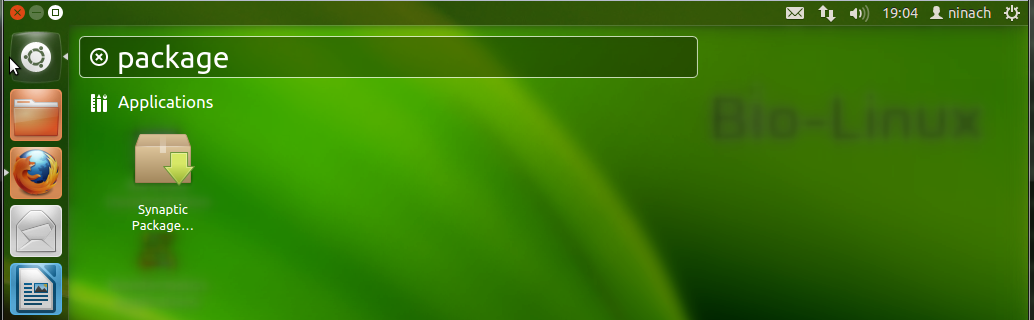 19:04 ninach
package
Applications
Bio-Linux
Synaptic
Package...